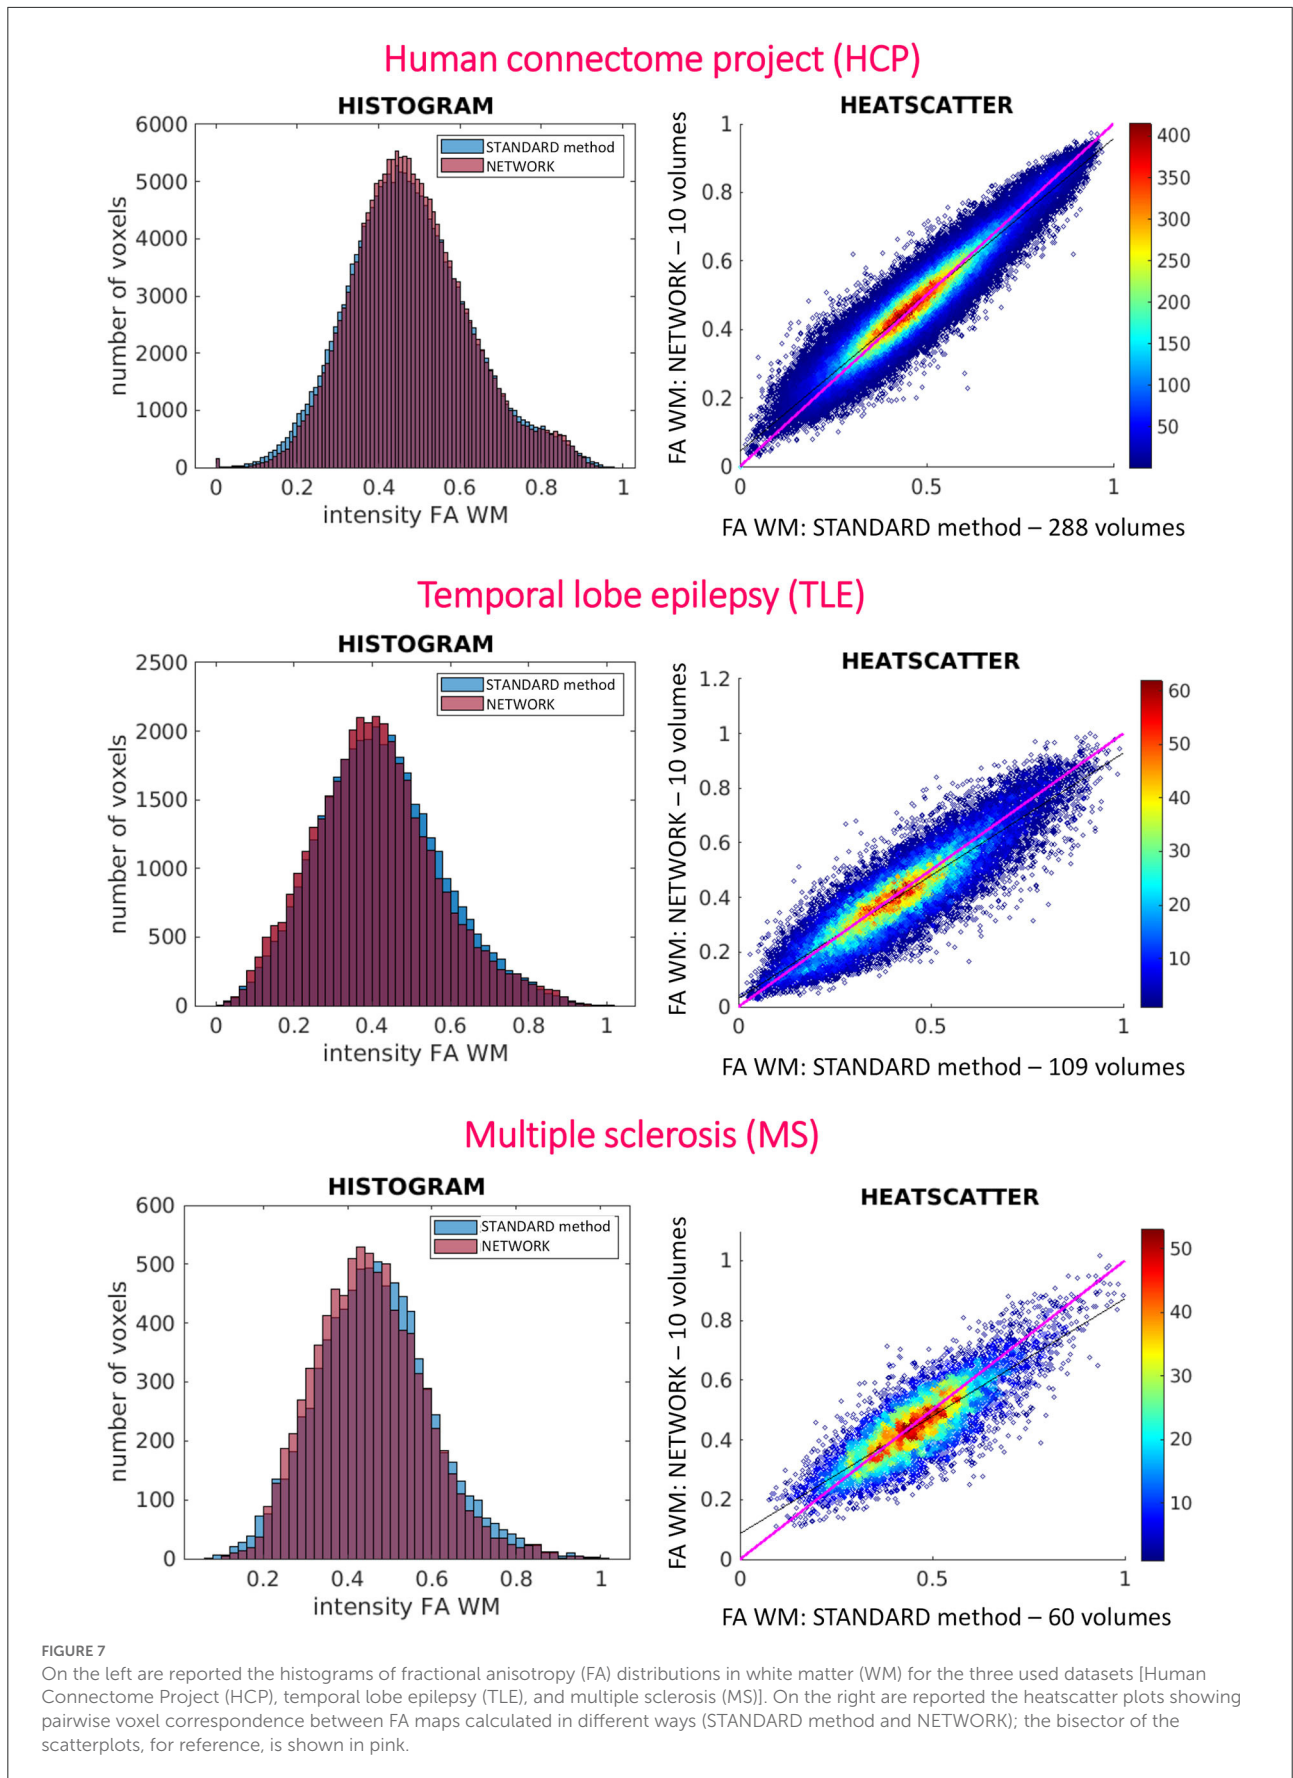 Human connectome project (HCP)
HISTOGRAM
STANDARD method
NETWORK
number of voxels
6000
5000
4000
3000
2000
1000
0
0 0.2 0.4 0.6 0.8 1
intensity FA WM
HEATSCATTER
FA WM: NETWORK – 10 volumes
1
0.8
0.6
0.4
0.2
0
0 0.5 1
400
350
300
250
200
150
100
50
FA WM: STANDARD method – 288 volumes
Temporal lobe epilepsy (TLE)
HISTOGRAM
STANDARD method
NETWORK
number of voxels
2500
2000
1500
1000
500
0
0 0.2 0.4 0.6 0.8 1
intensity FA WM
HEATSCATTER
FA WM: NETWORK – 10 volumes
1.2
1
0.8
0.6
0.4
0.2
0
0 0.5 1
60
50
40
30
20
10
FA WM: STANDARD method – 109 volumes
Multiple sclerosis (MS)
HISTOGRAM
STANDARD method
NETWORK
number of voxels
600
500
400
300
200
100
0
0.2 0.4 0.6 0.8 1
intensity FA WM
HEATSCATTER
FA WM: NETWORK – 10 volumes
1
0.8
0.6
0.4
0.2
0
0 0.5 1
50
40
30
20
10
FA WM: STANDARD method – 60 volumes
FIGURE 7
On the left are reported the histograms of fractional anisotropy (FA) distributions in white matter (WM) for the three used datasets [Human
Connectome Project (HCP), temporal lobe epilepsy (TLE), and multiple sclerosis (MS)]. On the right are reported the heatscatter plots showing
pairwise voxel correspondence between FA maps calculated in different ways (STANDARD method and NETWORK); the bisector of the
scatterplots, for reference, is shown in pink.